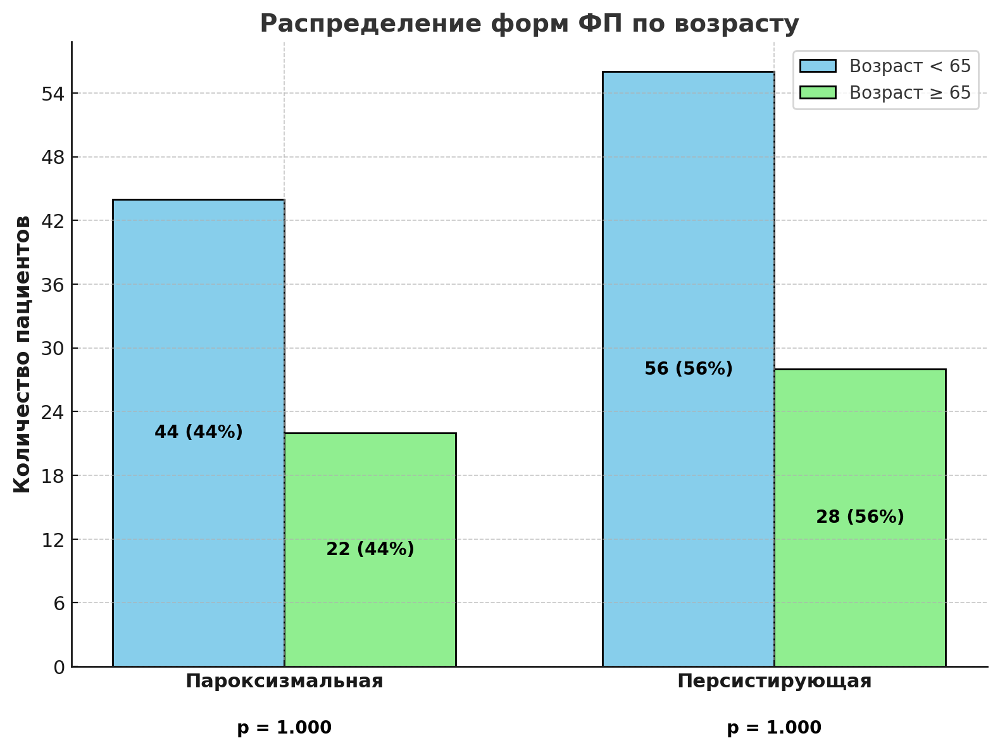 Распределение форм ФП по возрасту
Возраст < 65
Возраст ≥ 65
Количество пациентов
54
48
42
36
30
24
18
12
6
0
44 (44%)
22 (44%)
56 (56%)
28 (56%)
Пароксизмальная
Персистирующая
p = 1.000
p = 1.000